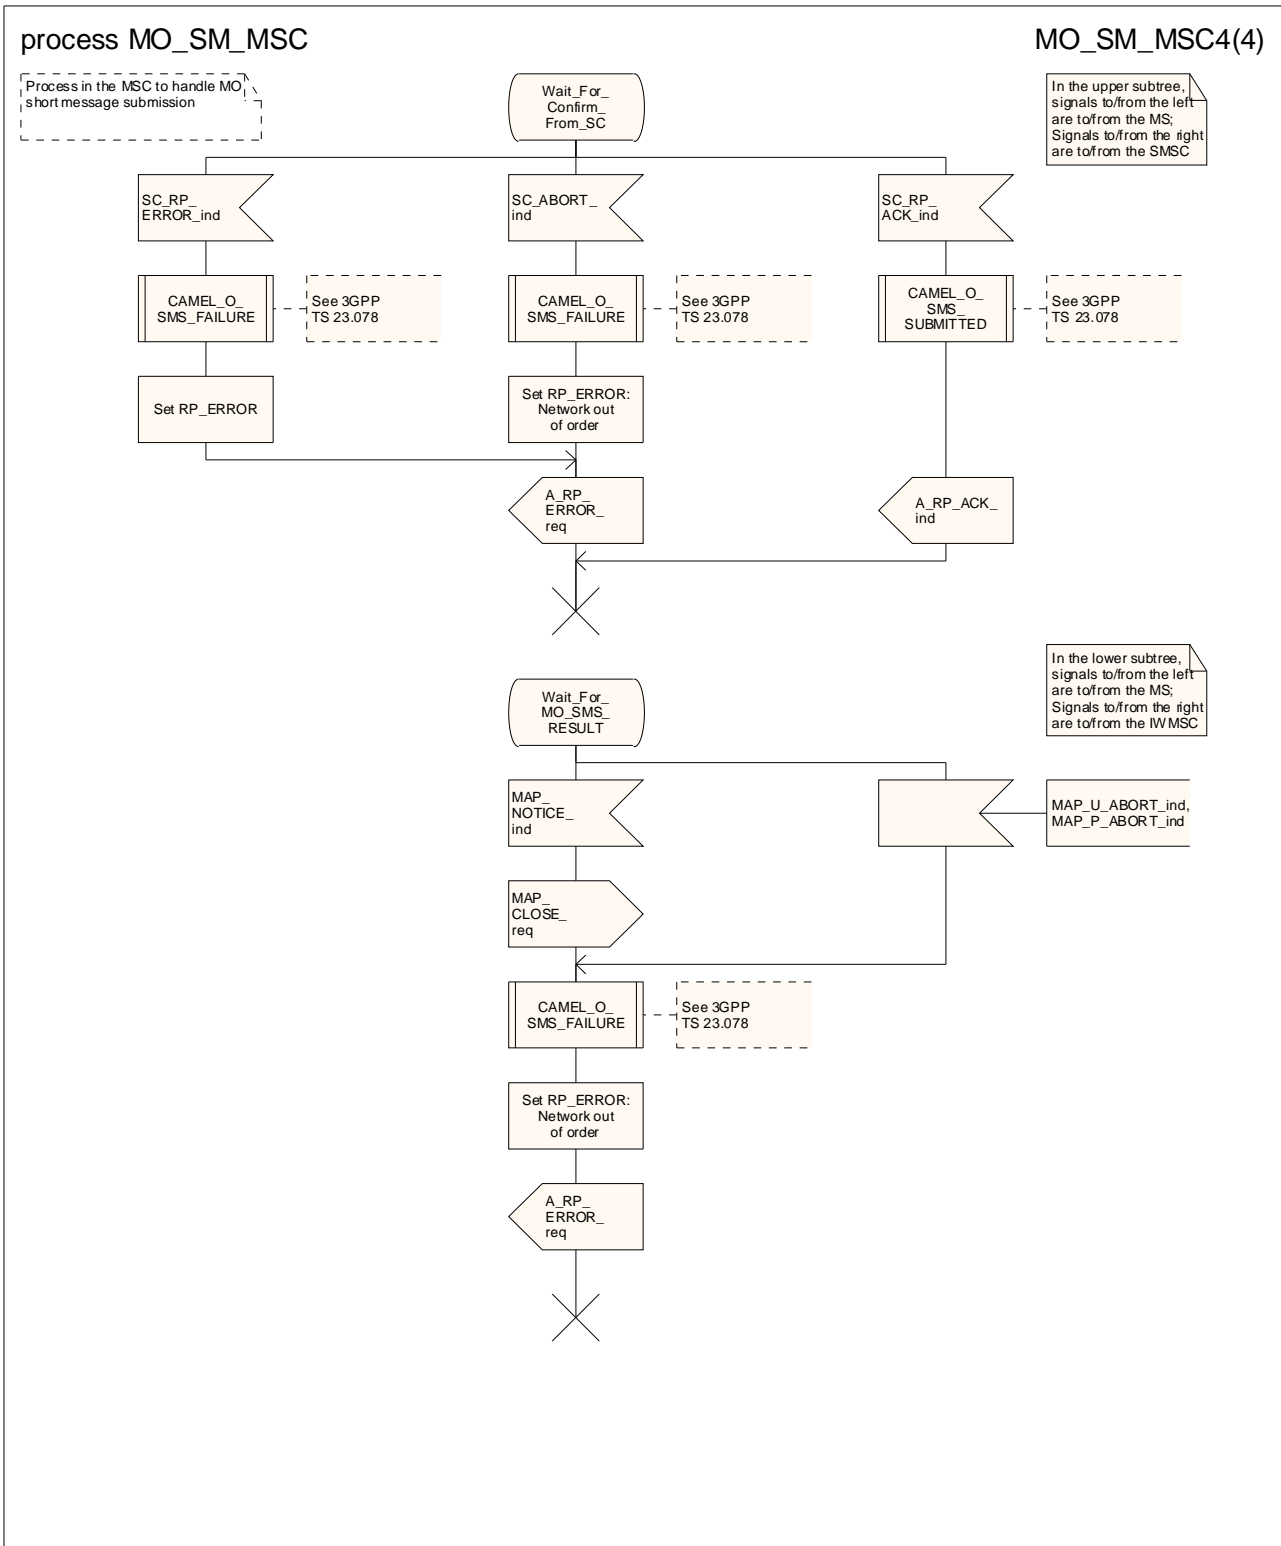 process MO_SM_MSC
MO_SM_MSC4(4)
Process in the MSC to handle MO
short message submission
Wait_For_
Confirm_
From_SC
In the upper subtree,
signals to/from the left
are to/from the MS;
Signals to/from the right
are to/from the SMSC
SC_RP_
ERROR_ind
SC_ABORT_
ind
SC_RP_
ACK_ind
CAMEL_O_
SMS_FAILURE
See 3GPP
TS 23.078
CAMEL_O_
SMS_FAILURE
See 3GPP
TS 23.078
CAMEL_O_
SMS_
SUBMITTED
See 3GPP
TS 23.078
Set RP_ERROR
Set RP_ERROR:
Network out
of order
A_RP_
ERROR_
req
A_RP_ACK_
ind
In the lower subtree,
signals to/from the left
are to/from the MS;
Signals to/from the right
are to/from the IWMSC
Wait_For_
MO_SMS_
RESULT
MAP_
NOTICE_
ind
MAP_U_ABORT_ind,
MAP_P_ABORT_ind
MAP_
CLOSE_
req
CAMEL_O_
SMS_FAILURE
See 3GPP
TS 23.078
Set RP_ERROR:
Network out
of order
A_RP_
ERROR_
req